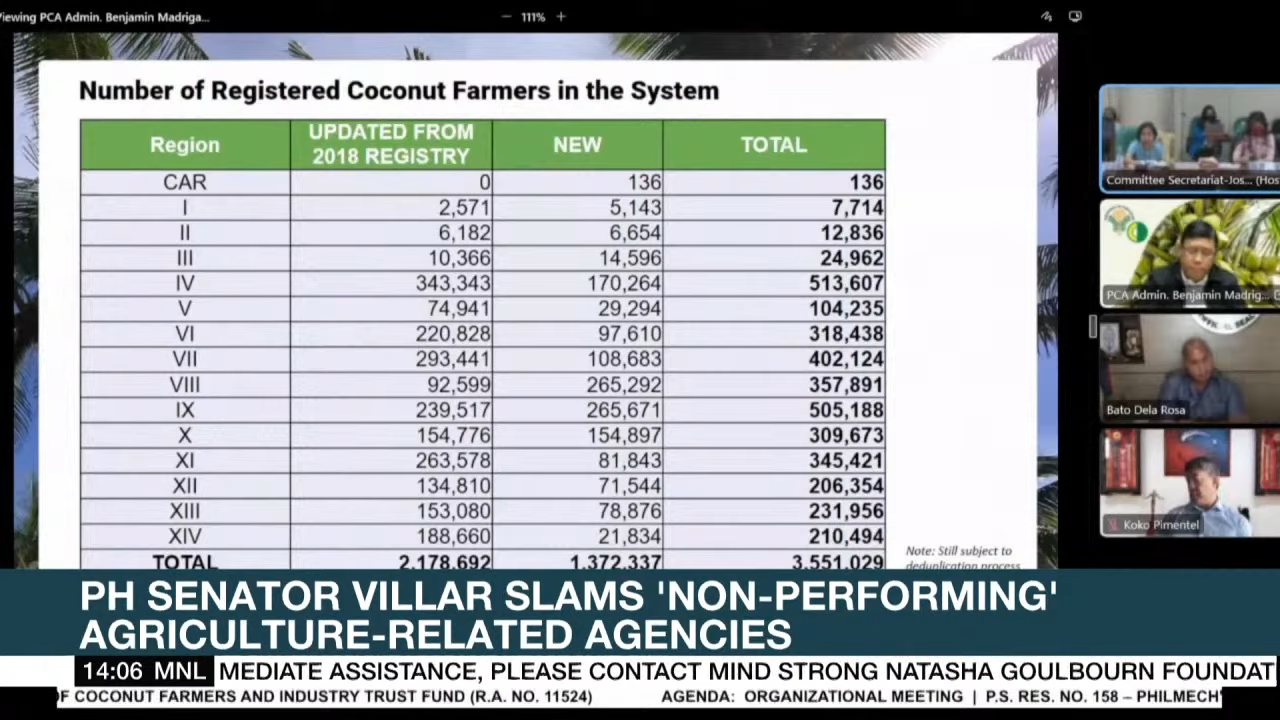 Viewing PCA Admin. Benjamin Madriga...
111%
Number of Registered Coconut Farmers in the System
Region UPDATED FROM 2018 REGISTRY NEW TOTAL
CAR 0 136 136
I 2,571 5,143 7,714
II 6,182 6,654 12,836
III 10,366 14,596 24,962
IV 343,343 170,264 513,607
V 74,941 29,294 104,235
VI 220,828 97,610 318,438
VII 293,441 108,683 402,124
VIII 92,599 265,292 357,891
IX 239,517 265,671 505,188
X 154,776 154,897 309,673
XI 263,578 81,843 345,421
XII 134,810 71,544 206,354
XIII 153,080 78,876 231,956
XIV 188,660 21,834 210,494
TOTAL 2,178,692 1,372,337 3,551,029
Note: Still subject to
deduplication process
Committee Secretariat-Jos... (Hos
PCA Admin. Benjamin Madrig...
Bato Dela Rosa
Koko Pimentel
PH SENATOR VILLAR SLAMS 'NON-PERFORMING'
AGRICULTURE-RELATED AGENCIES
14:06 MNL MEDIATE ASSISTANCE, PLEASE CONTACT MIND STRONG NATASHA GOULBOURN FOUNDAT
OF COCONUT FARMERS AND INDUSTRY TRUST FUND (R.A. NO. 11524) AGENDA: ORGANIZATIONAL MEETING | P.S. RES. NO. 158 – PHILMECH